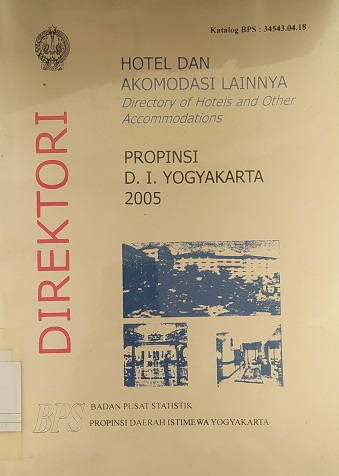 Katalog BPS : 34543.04.18
HOTEL DAN
AKOMODASI LAINNYA
Directory of Hotels and Other
Accommodations
DIREKTORI
PROPINSI
D. I. YOGYAKARTA
2005
BPS
BADAN PUSAT STATISTIK
PROPINSI DAERAH ISTIMEWA YOGYAKARTA